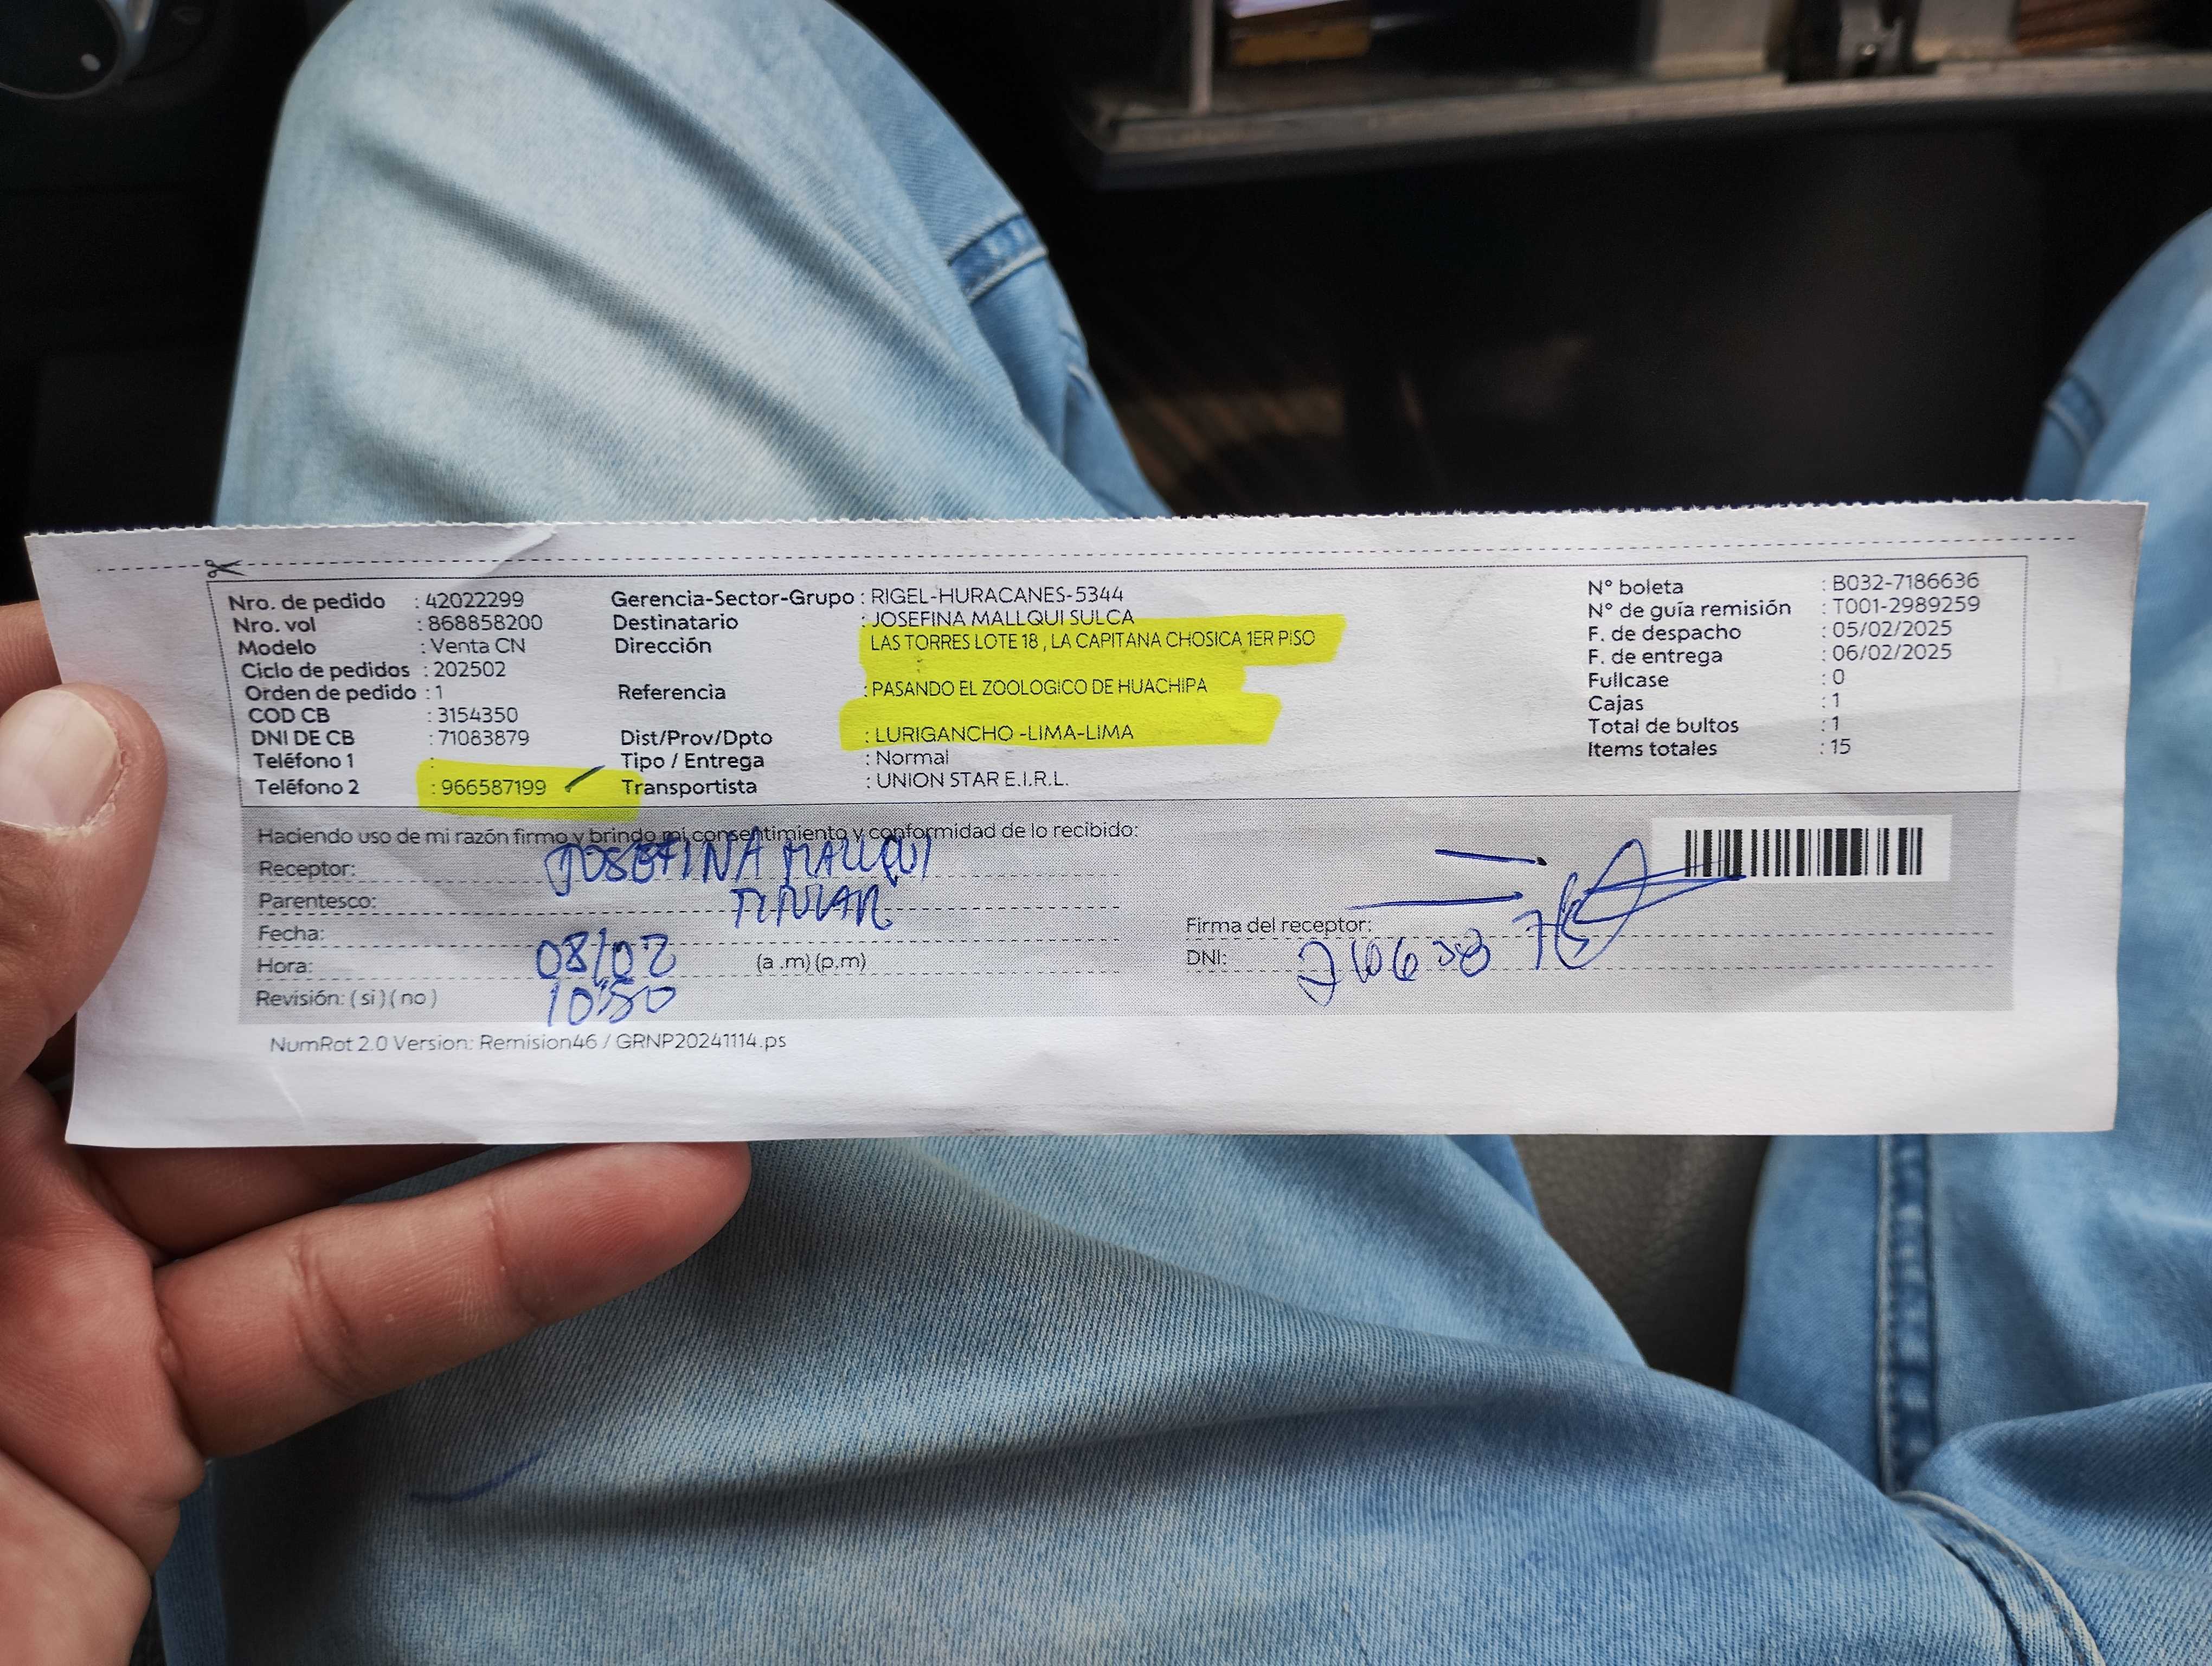 Nro. de pedido : 42022299
Nro. vol : 868858200
Modelo : Venta CN
Ciclo de pedidos : 202502
Orden de pedido : 1
COD CB : 3154350
DNI DE CB : 71083879
Teléfono 1 :
Teléfono 2 : 966587199
Gerencia-Sector-Grupo : RIGEL-HURACANES-5344
Destinatario : JOSEFINA MALLQUI SULCA
Dirección LAS TORRES LOTE 18 , LA CAPITANA CHOSICA 1ER PISO
Referencia : PASANDO EL ZOOLOGICO DE HUACHIPA
Dist/Prov/Dpto : LURIGANCHO -LIMA-LIMA
Tipo / Entrega : Normal
Transportista : UNION STAR E.I.R.L.
N° boleta : B032-7186636
N° de guía remisión : T001-2989259
F. de despacho : 05/02/2025
F. de entrega : 06/02/2025
Fullcase : 0
Cajas : 1
Total de bultos : 1
Items totales : 15
Haciendo uso de mi razón firmo y brindo mi consentimiento y conformidad de lo recibido:
Receptor: JOSEFINA MALLQUI
Parentesco:
Fecha: 08/02
Hora: 10:50 (a .m) (p.m)
Revisión: ( si ) ( no )
Firma del receptor:
DNI:
NumRot 2.0 Version: Remision46 / GRNP20241114.ps